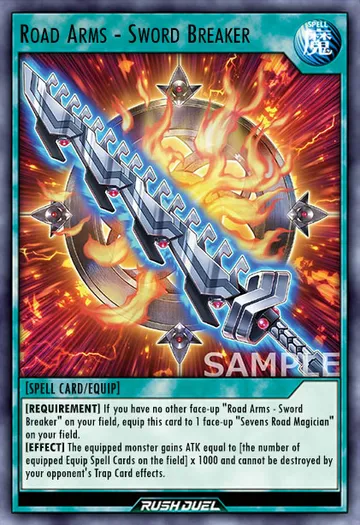 Road Arms - Sword Breaker
SPELL
魔
SAMPLE
[SPELL CARD/EQUIP]
[REQUIREMENT] If you have no other face-up "Road Arms - Sword
Breaker" on your field, equip this card to 1 face-up "Sevens Road Magician"
on your field.
[EFFECT] The equipped monster gains ATK equal to [the number of
equipped Equip Spell Cards on the field] x 1000 and cannot be destroyed by
your opponent's Trap Card effects.
RUSH DUEL